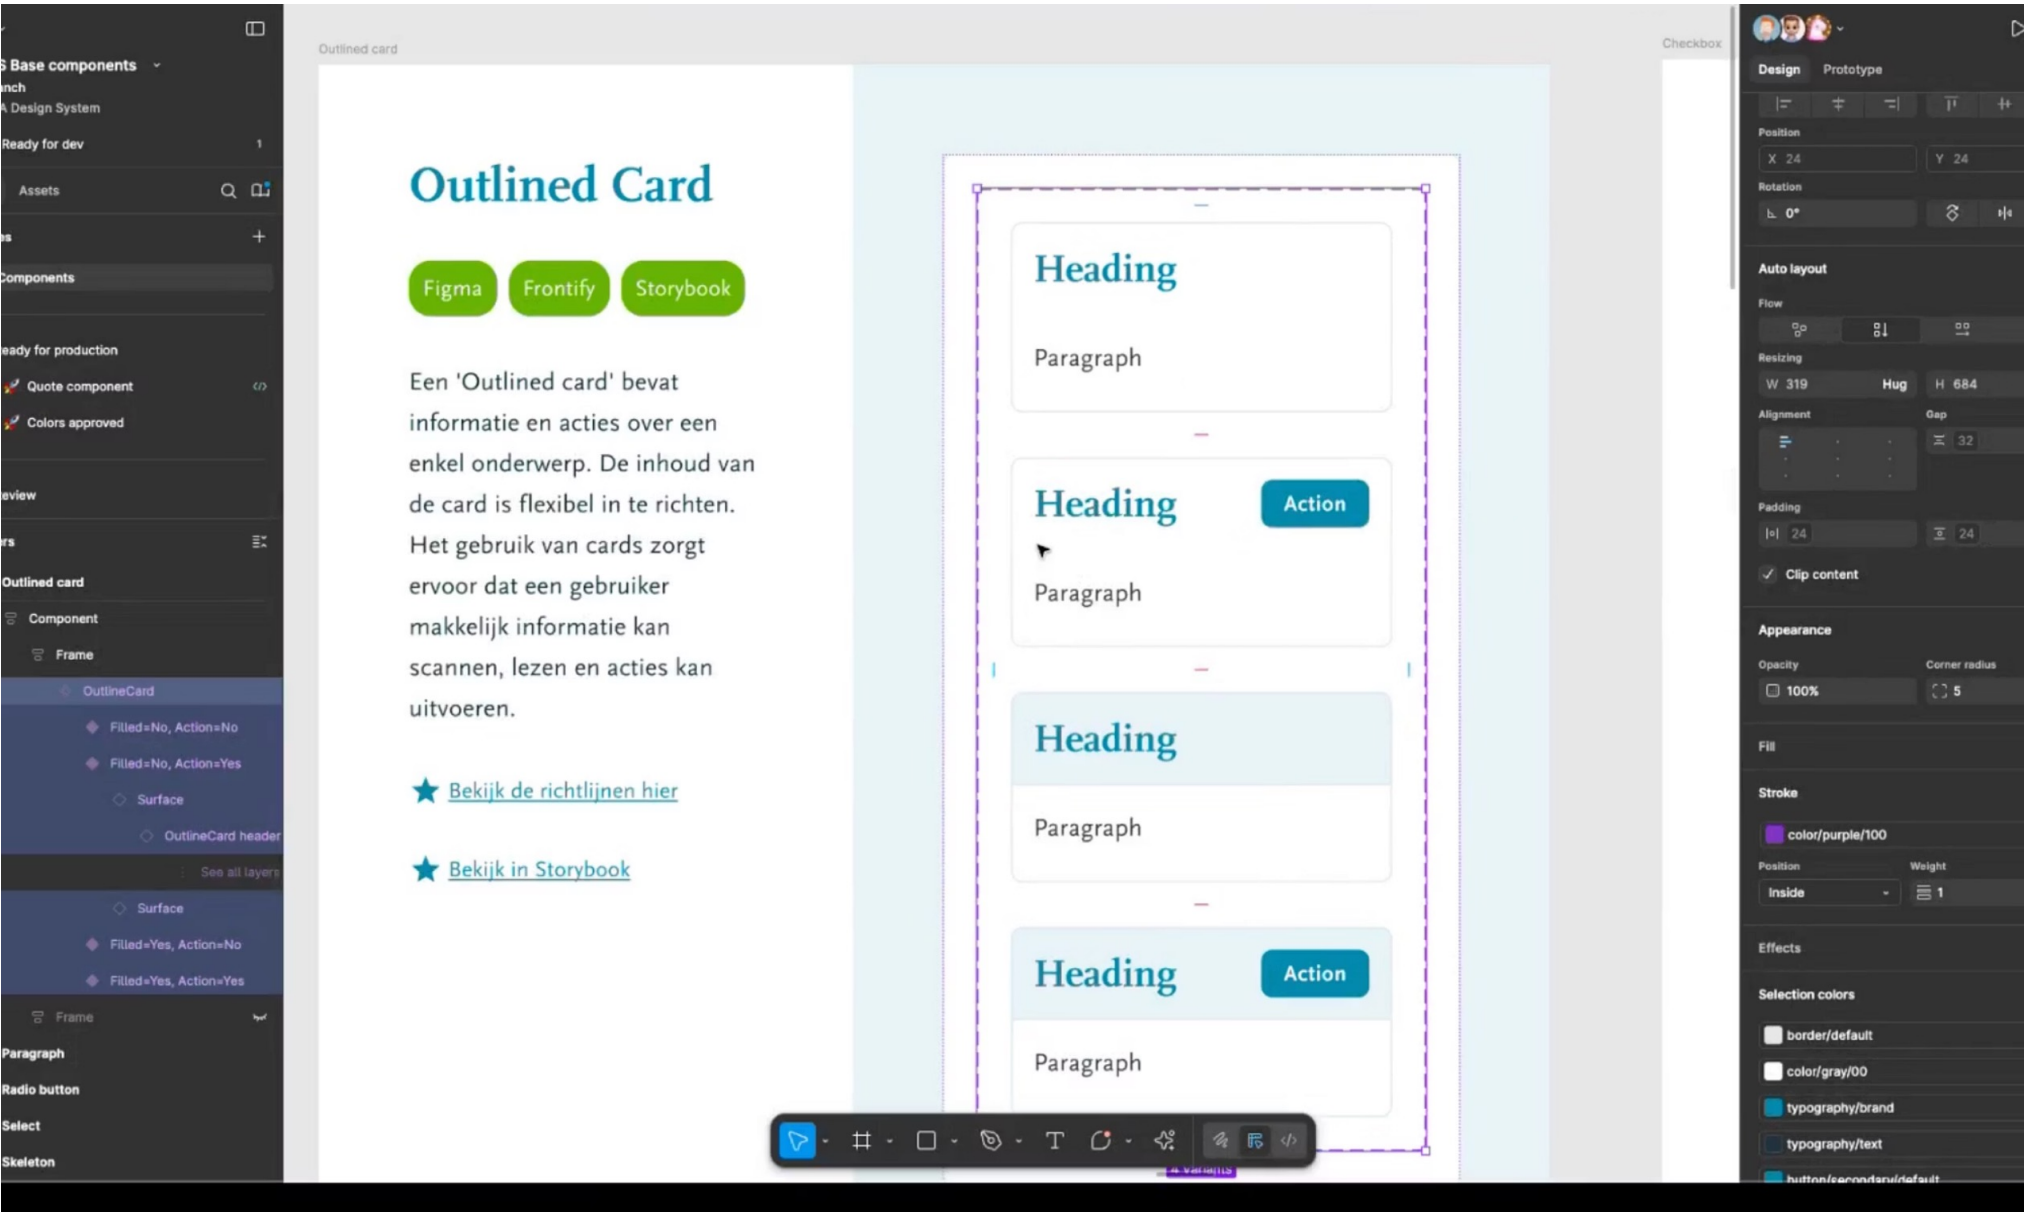 S Base components
A Design System
Ready for dev
1
Assets
Components
eady for production
Quote component
Colors approved
eview
Outlined card
Component
Frame
OutlineCard
Filled=No, Action=No
Filled=No, Action=Yes
Surface
OutlineCard header
See all layers
Surface
Filled=Yes, Action=No
Filled=Yes, Action=Yes
Frame
Paragraph
Radio button
Select
Skeleton
Outlined card
Outlined Card
Figma
Frontify
Storybook
Een 'Outlined card' bevat
informatie en acties over een
enkel onderwerp. De inhoud van
de card is flexibel in te richten.
Het gebruik van cards zorgt
ervoor dat een gebruiker
makkelijk informatie kan
scannen, lezen en acties kan
uitvoeren.
Bekijk de richtlijnen hier
Bekijk in Storybook
Heading
Paragraph
Heading
Action
Paragraph
Heading
Paragraph
Heading
Action
Paragraph
4 variants
Checkbox
Design Prototype
Position
X 24 Y 24
Rotation
0°
Auto layout
Flow
Resizing
W 319 Hug H 684
Alignment Gap
32
Padding
24 24
Clip content
Appearance
Opacity Corner radius
100% 5
Fill
Stroke
color/purple/100
Position Weight
Inside 1
Effects
Selection colors
border/default
color/gray/00
typography/brand
typography/text
button/secondary/default